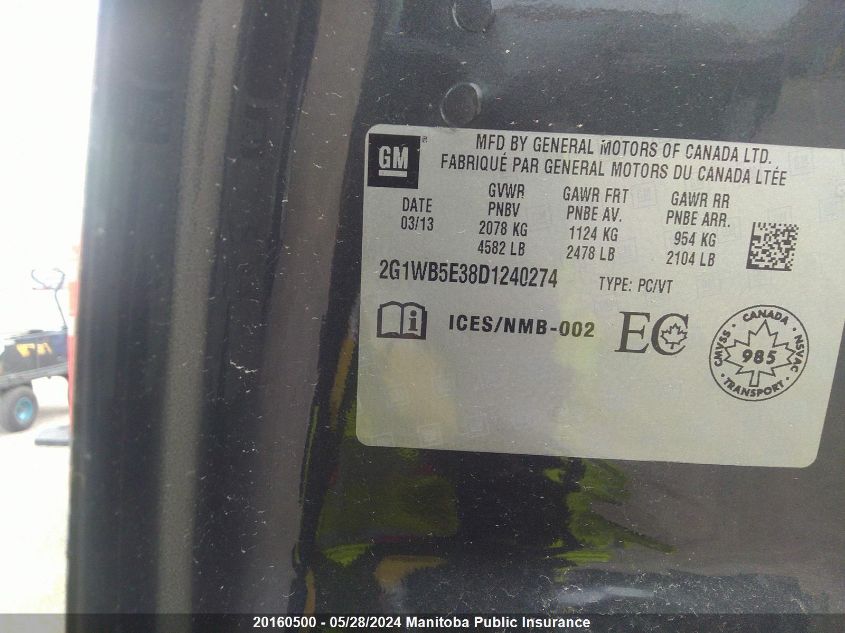 GM ®
MFD BY GENERAL MOTORS OF CANADA LTD.
FABRIQUÉ PAR GENERAL MOTORS DU CANADA LTÉE
DATE
03/13
GVWR
PNBV
2078 KG
4582 LB
GAWR FRT
PNBE AV.
1124 KG
2478 LB
GAWR RR
PNBE ARR.
954 KG
2104 LB
2G1WB5E38D1240274 TYPE: PC/VT
i ICES/NMB-002 EC
CANADA
CMVSS · NSVAC
985
TRANSPORT
20160500 - 05/28/2024 Manitoba Public Insurance